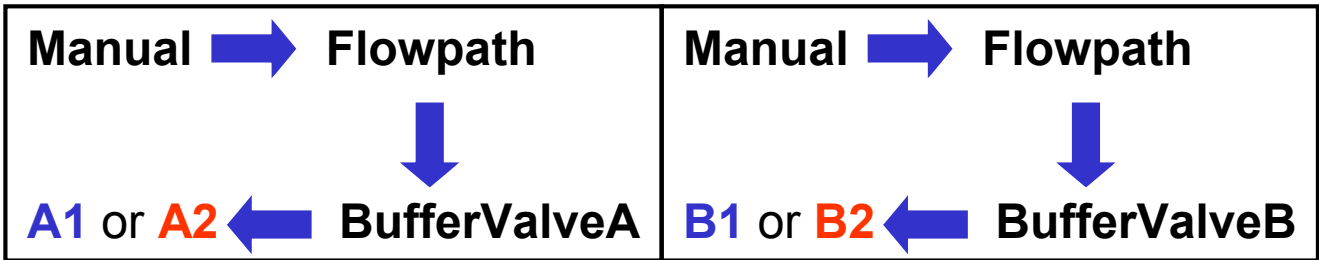 Manual Flowpath
A1 or A2 BufferValveA
Manual Flowpath
B1 or B2 BufferValveB